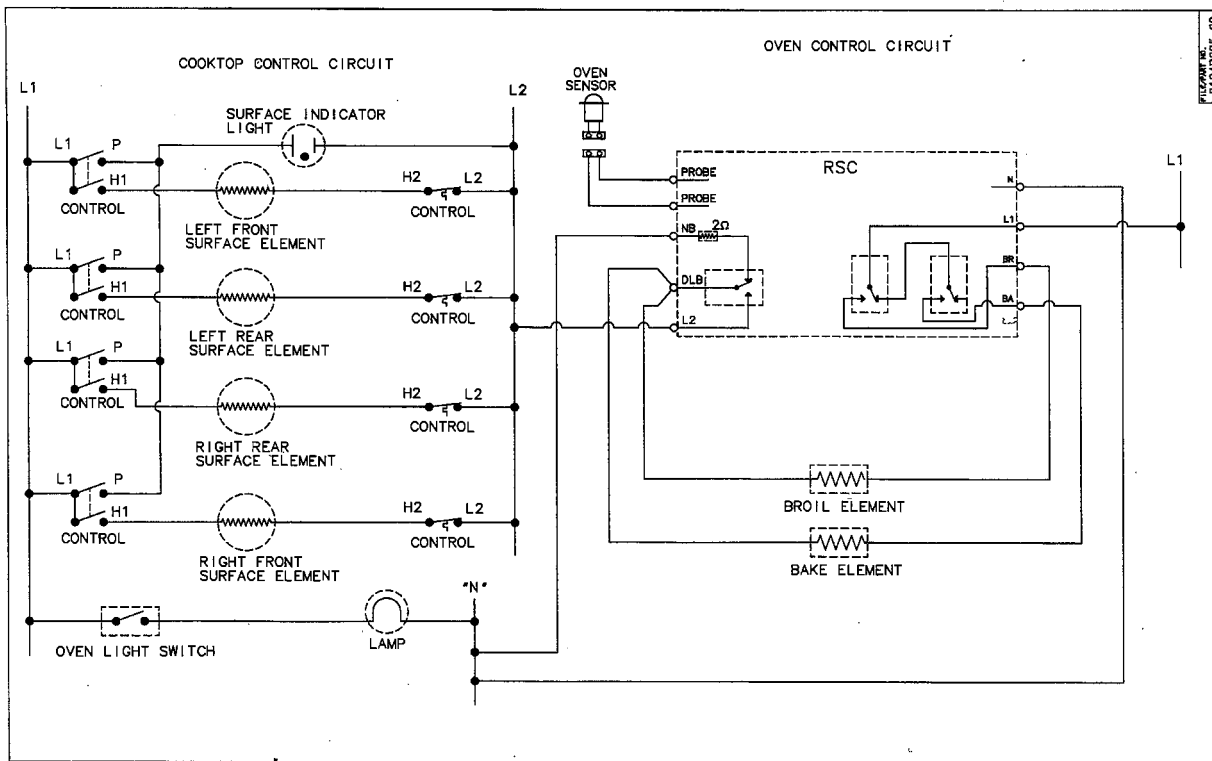 COOKTOP CONTROL CIRCUIT
OVEN CONTROL CIRCUIT
FILE/PART NO.
L1
L2
SURFACE INDICATOR
LIGHT
OVEN
SENSOR
L1
P
H1
CONTROL
LEFT FRONT
SURFACE ELEMENT
H2
L2
CONTROL
L1
P
H1
CONTROL
LEFT REAR
SURFACE ELEMENT
H2
L2
CONTROL
L1
P
H1
CONTROL
RIGHT REAR
SURFACE ELEMENT
H2
L2
CONTROL
L1
P
H1
CONTROL
RIGHT FRONT
SURFACE ELEMENT
H2
L2
CONTROL
OVEN LIGHT SWITCH
LAMP
"N"
RSC
PROBE
PROBE
NB
2Ω
DLB
L2
N
L1
BR
BA
L1
BROIL ELEMENT
BAKE ELEMENT